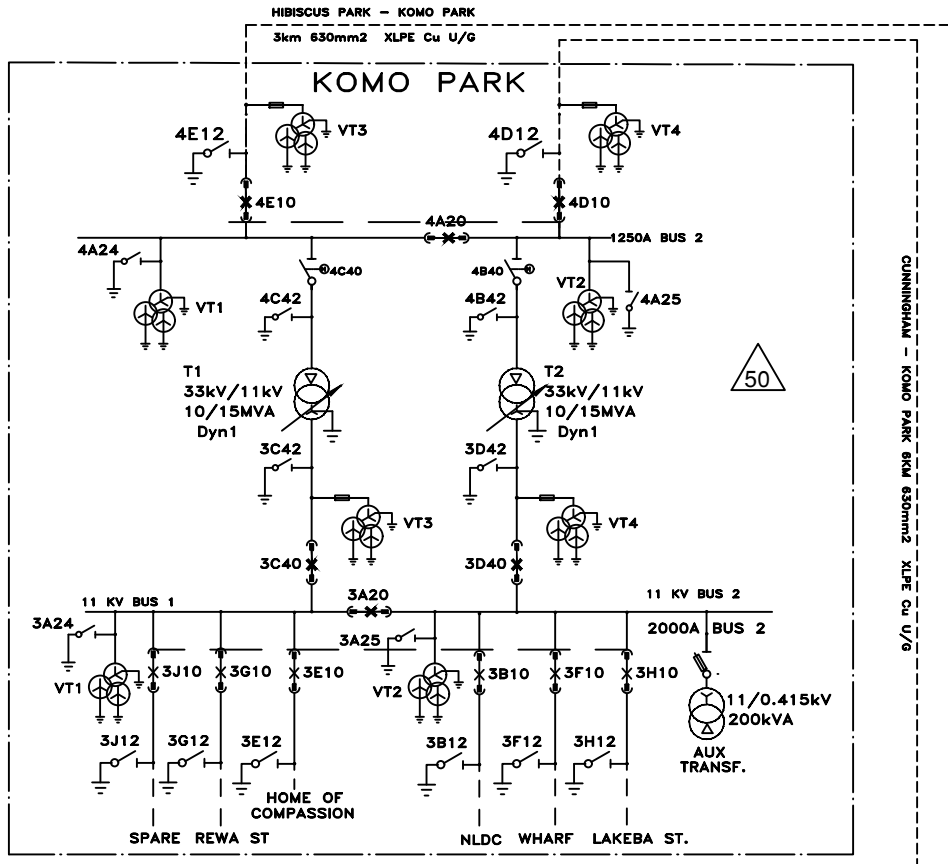 HIBISCUS PARK - KOMO PARK
3km 630mm2 XLPE Cu U/G
KOMO PARK
4E12
VT3
4D12
VT4
4E10
4D10
4A20
1250A BUS 2
4A24
4C40
4B40
VT1
4C42
4B42
VT2
4A25
CUNNINGHAM - KOMO PARK 6KM 630mm2 XLPE Cu U/G
T1
33kV/11kV
10/15MVA
Dyn1
T2
33kV/11kV
10/15MVA
Dyn1
50
3C42
3D42
VT3
VT4
3C40
3D40
11 KV BUS 1
3A20
11 KV BUS 2
3A24
3A25
2000A BUS 2
VT1
3J10
3G10
3E10
VT2
3B10
3F10
3H10
11/0.415kV
200kVA
AUX
TRANSF.
3J12
3G12
3E12
3B12
3F12
3H12
HOME OF
COMPASSION
SPARE REWA ST
NLDC WHARF LAKEBA ST.